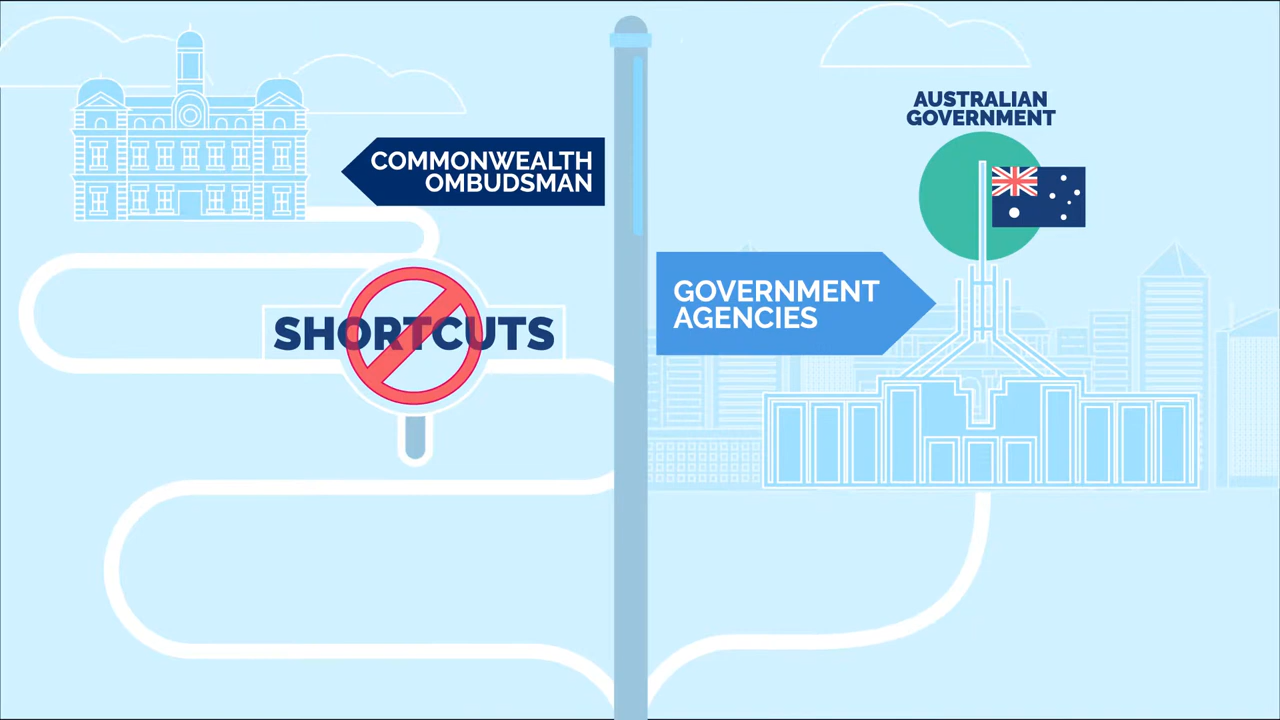 COMMONWEALTH
OMBUDSMAN
SHORTCUTS
AUSTRALIAN
GOVERNMENT
GOVERNMENT
AGENCIES